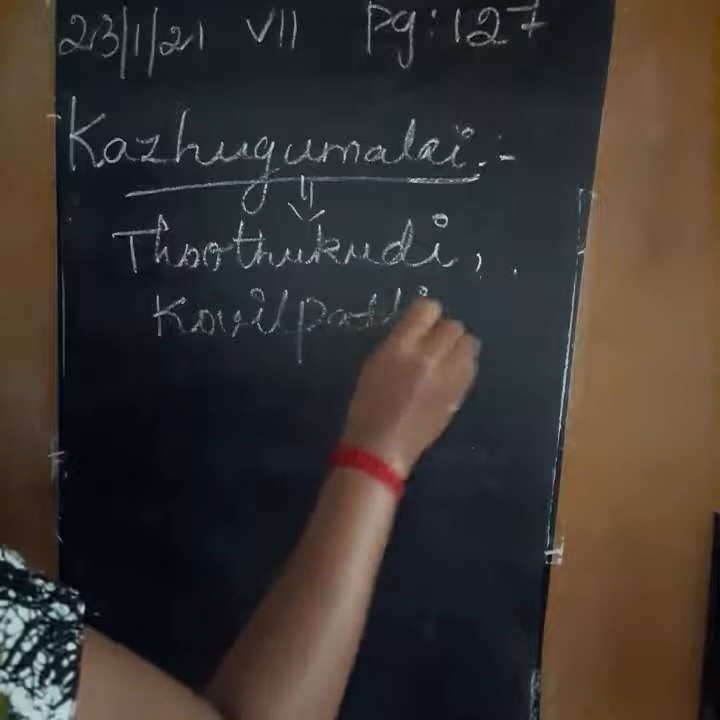 23/1/21 VII Pg: 127
Kazhugumalai :-
Thoothukudi,
Kovilpatti